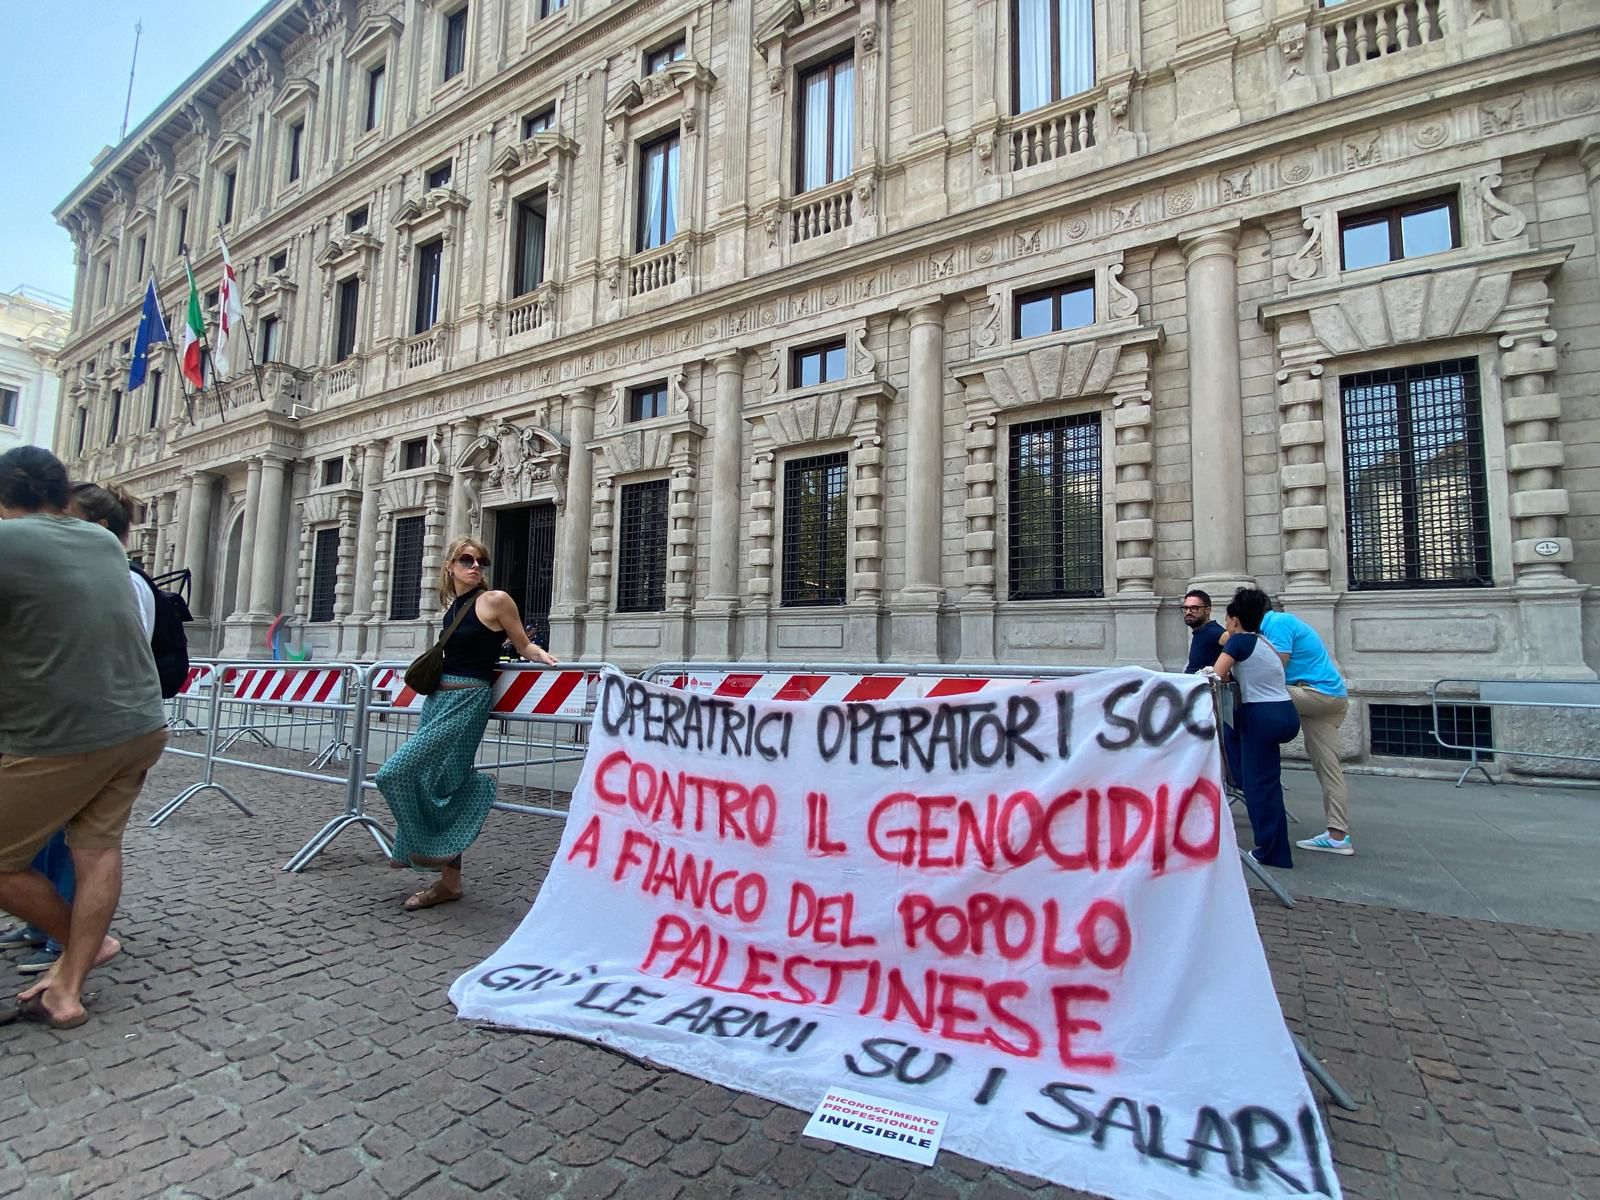 OPERATRICI OPERATORI SOC
CONTRO IL GENOCIDIO
A FIANCO DEL POPOLO
PALESTINESE
GIÙ LE ARMI SU I SALARI
RICONOSCIMENTO
PROFESSIONALE
INVISIBILE